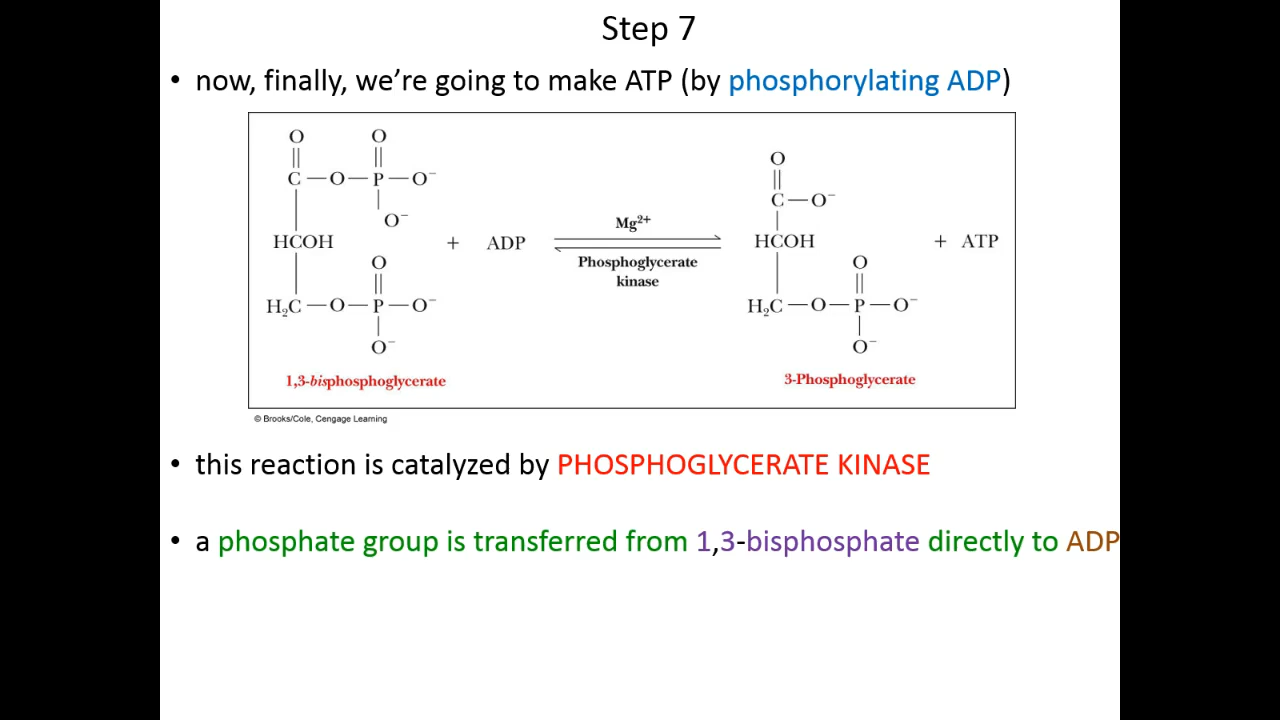 Step 7
• now, finally, we’re going to make ATP (by phosphorylating ADP)
O O
C—O—P—O⁻
O⁻
HCOH
O
H₂C—O—P—O⁻
O⁻
1,3-bisphosphoglycerate
+ ADP
Mg²⁺
Phosphoglycerate
kinase
O
C—O⁻
HCOH
O
H₂C—O—P—O⁻
O⁻
3-Phosphoglycerate
+ ATP
© Brooks/Cole, Cengage Learning
• this reaction is catalyzed by PHOSPHOGLYCERATE KINASE
• a phosphate group is transferred from 1,3-bisphosphate directly to ADP